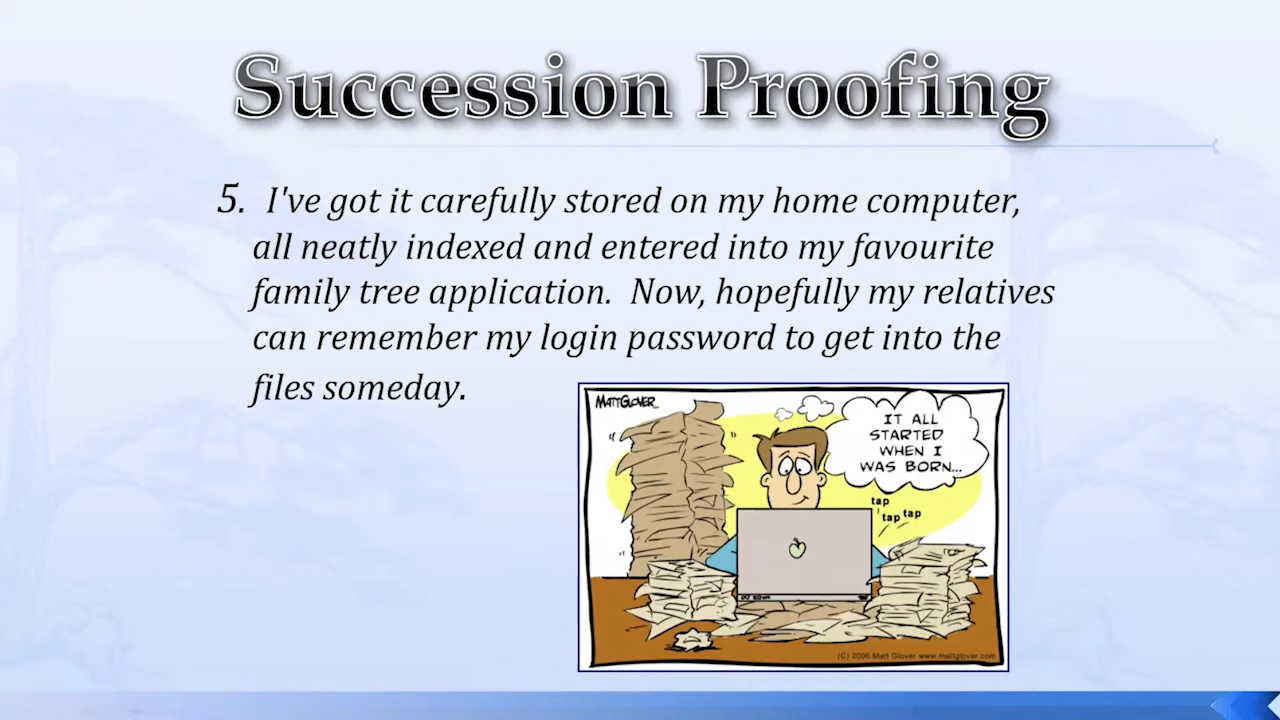 Succession Proofing
5. I've got it carefully stored on my home computer,
all neatly indexed and entered into my favourite
family tree application. Now, hopefully my relatives
can remember my login password to get into the
files someday.
MATTGLOVER
IT ALL
STARTED
WHEN I
WAS BORN...
tap
tap tap
(C) 2006 Matt Glover www.mattglover.com